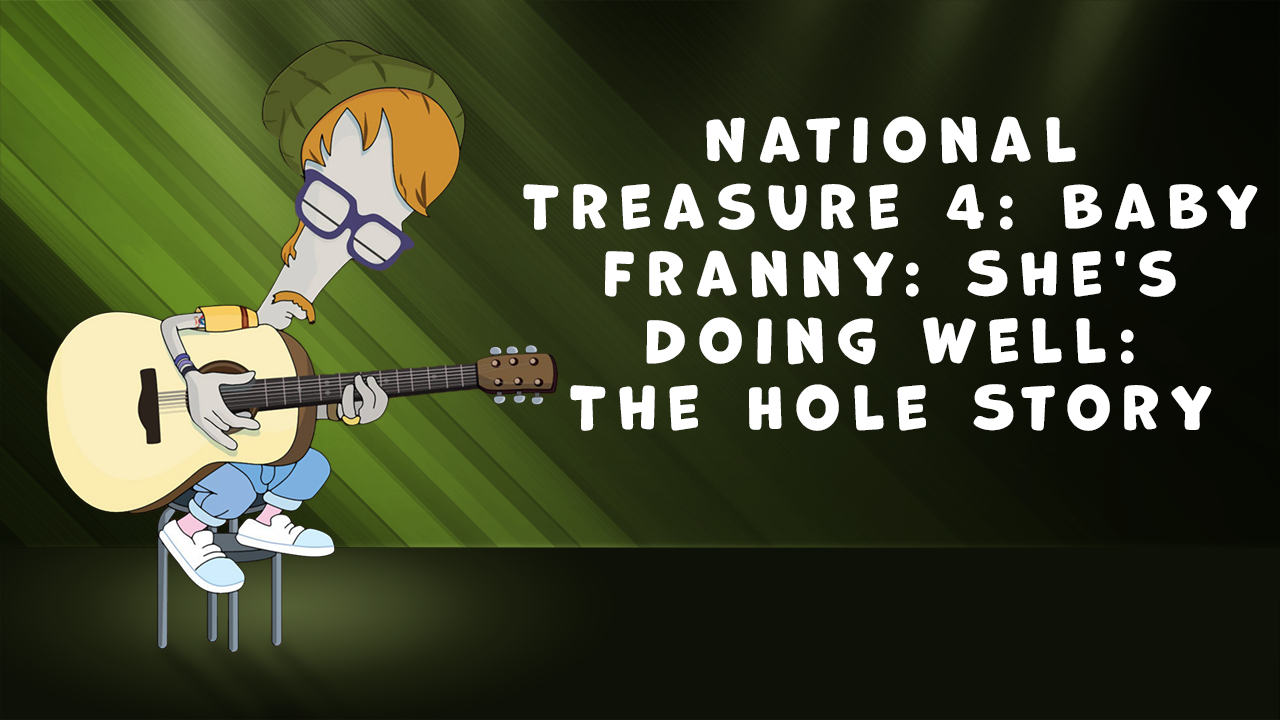 NATIONAL
TREASURE 4: BABY
FRANNY: SHE'S
DOING WELL:
THE HOLE STORY